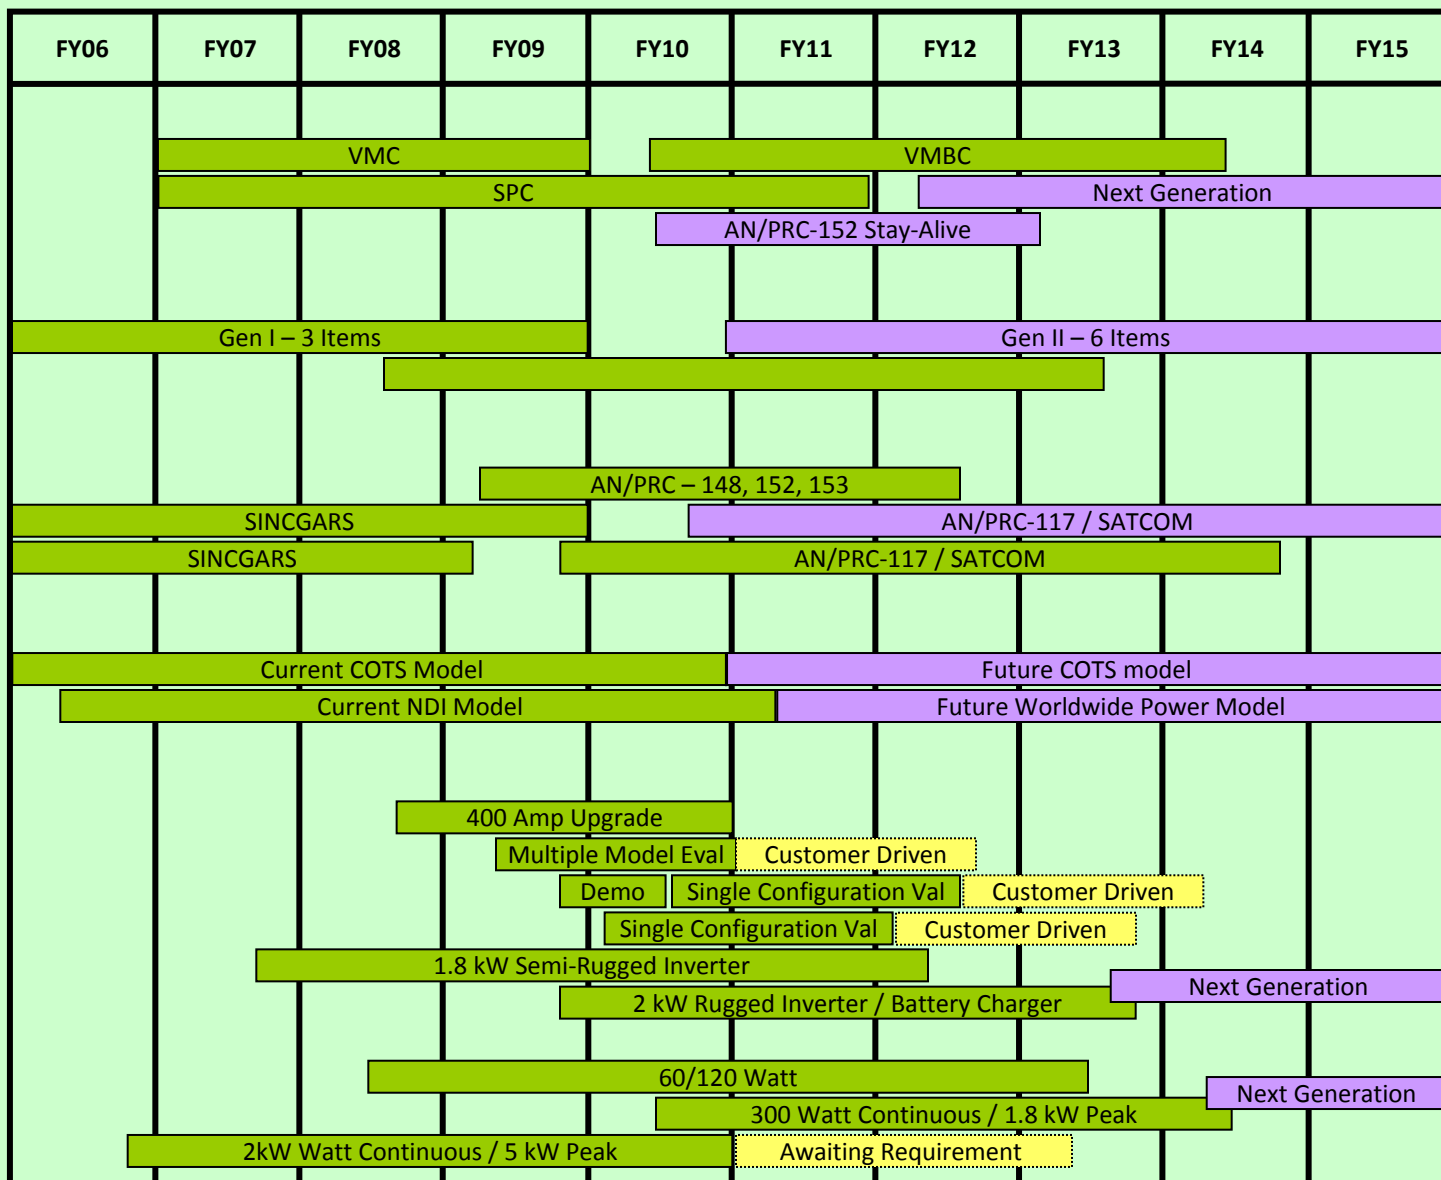 FY06 FY07 FY08 FY09 FY10 FY11 FY12 FY13 FY14 FY15
VMC VMBC
SPC Next Generation
AN/PRC-152 Stay-Alive
Gen I – 3 Items Gen II – 6 Items
AN/PRC – 148, 152, 153
SINCGARS AN/PRC-117 / SATCOM
SINCGARS AN/PRC-117 / SATCOM
Current COTS Model Future COTS model
Current NDI Model Future Worldwide Power Model
400 Amp Upgrade
Multiple Model Eval Customer Driven
Demo Single Configuration Val Customer Driven
Single Configuration Val Customer Driven
1.8 kW Semi-Rugged Inverter
Next Generation
2 kW Rugged Inverter / Battery Charger
60/120 Watt
Next Generation
300 Watt Continuous / 1.8 kW Peak
2kW Watt Continuous / 5 kW Peak Awaiting Requirement